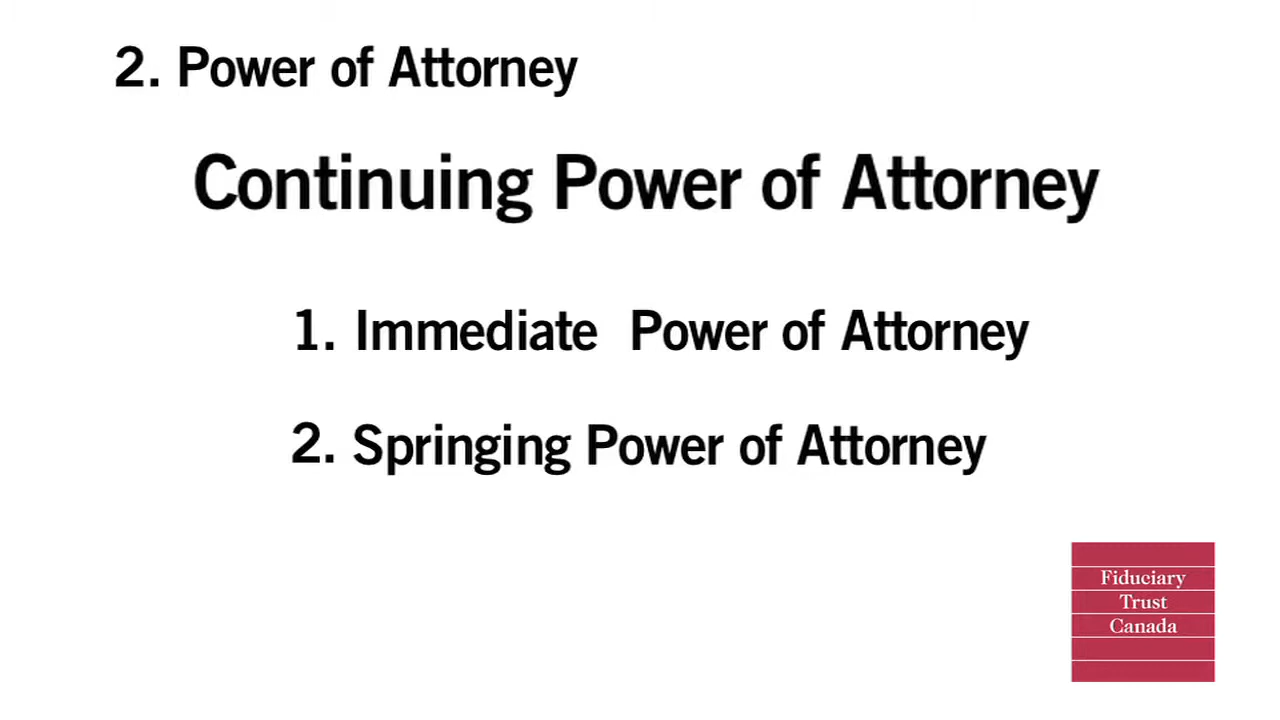 2. Power of Attorney
Continuing Power of Attorney
1. Immediate Power of Attorney
2. Springing Power of Attorney
Fiduciary
Trust
Canada